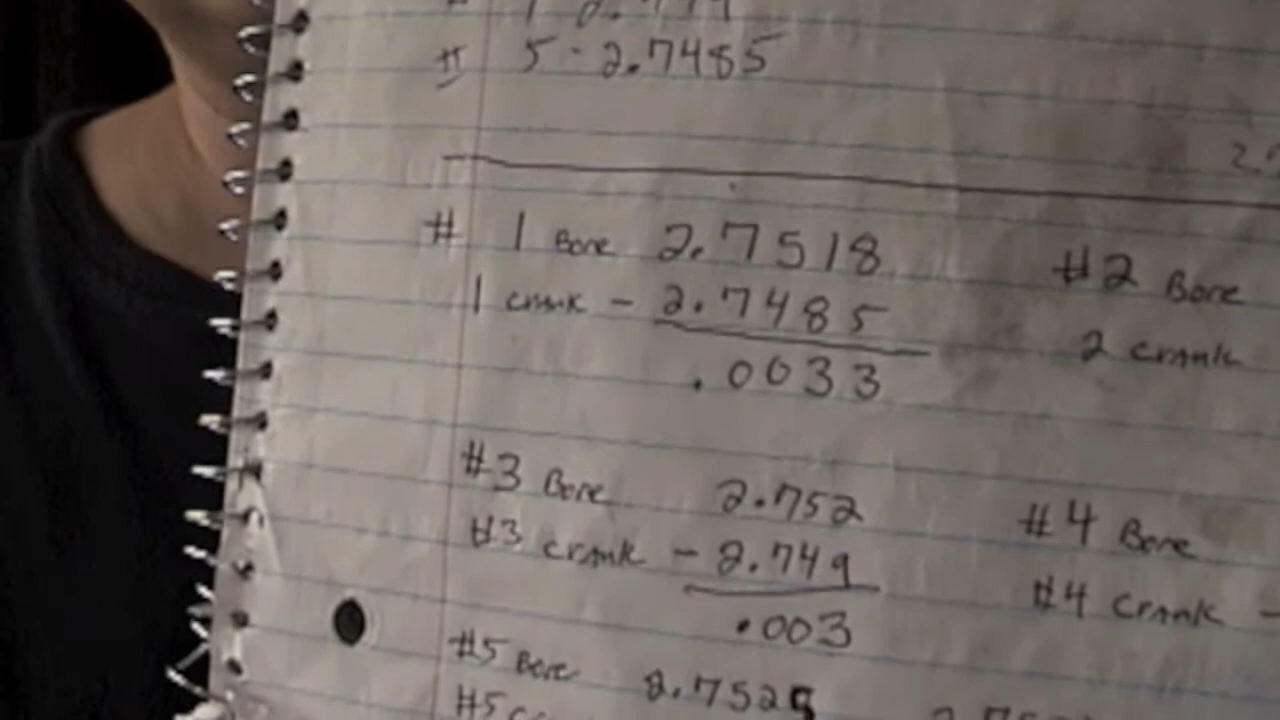 # 5 - 2.7485
# 1 Bore 2.7518
1 crank - 2.7485
.0033
#2 Bore
2 crank
#3 Bore 2.752
#3 crank - 2.749
.003
#4 Bore
#4 Crank -
#5 Bore 2.7525
#5